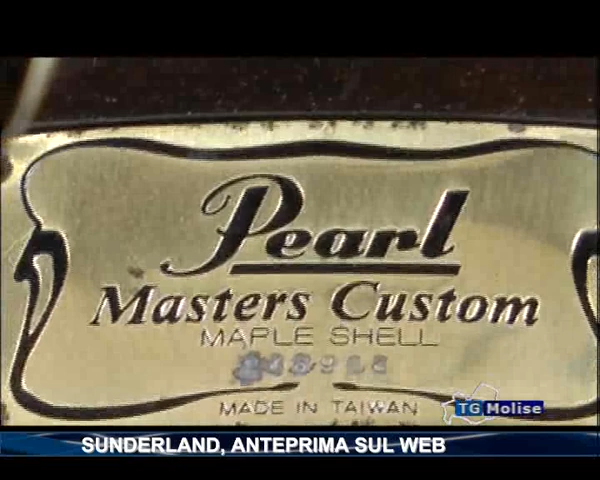 Pearl
Masters Custom
MAPLE SHELL
MADE IN TAIWAN
TG Molise
SUNDERLAND, ANTEPRIMA SUL WEB